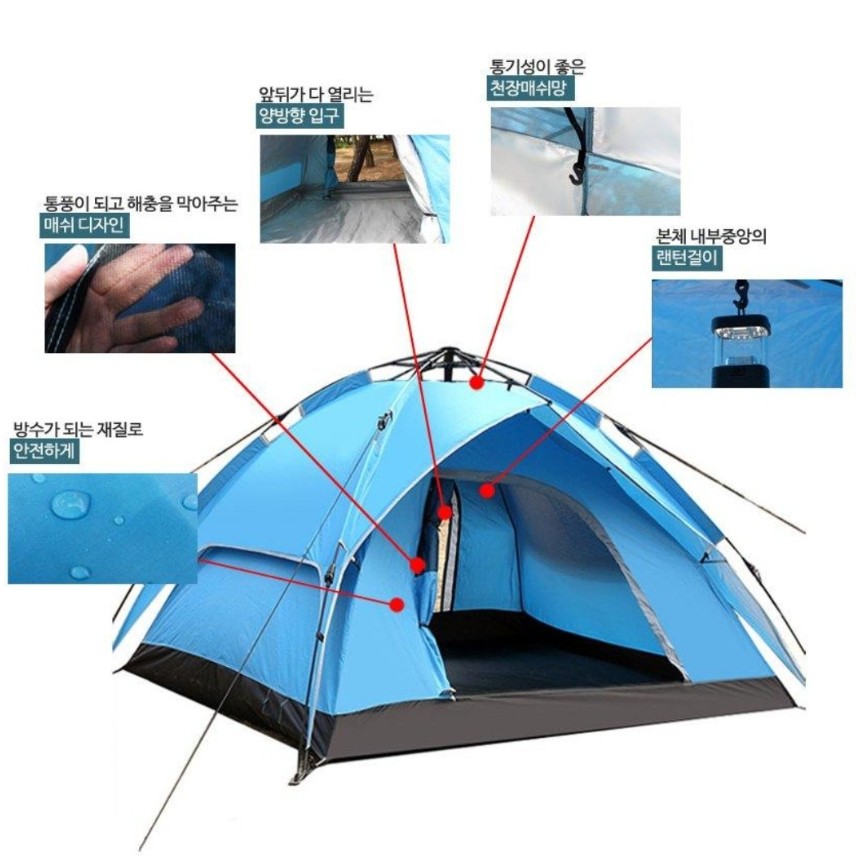 통기성이 좋은
천장매쉬망
앞뒤가 다 열리는
양방향 입구
통풍이 되고 해충을 막아주는
매쉬 디자인
본체 내부중앙의
랜턴걸이
방수가 되는 재질로
안전하게